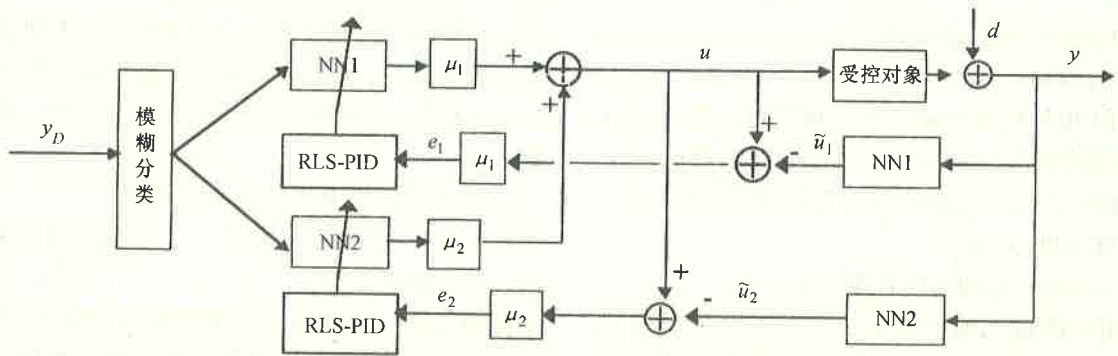 y_D
模糊分类
NN1
μ₁
+
+
u
受控对象
d
y
RLS-PID
e₁
μ₁
+
-
ũ₁
NN1
NN2
μ₂
+
RLS-PID
e₂
μ₂
-
ũ₂
NN2